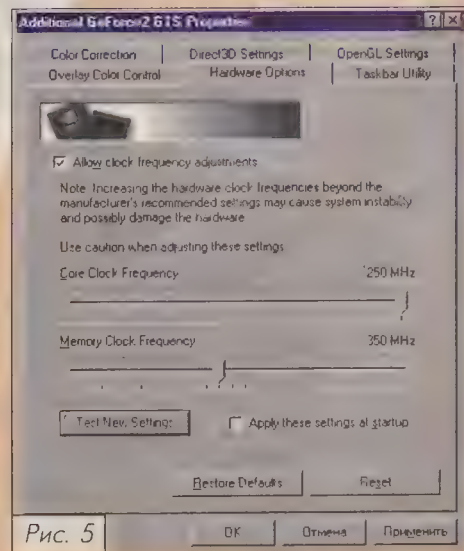 Additional GeForce2 GTS Properties
Color Correction
Direct3D Settings
OpenGL Settings
Overlay Color Control
Hardware Options
Taskbar Utility
Allow clock frequency adjustments
Note: Increasing the hardware clock frequencies beyond the
manufacturer's recommended settings may cause system instability
and possibly damage the hardware
Use caution when adjusting these settings
Core Clock Frequency
250 MHz
Memory Clock Frequency
350 MHz
Test New Settings
Apply these settings at startup
Restore Defaults
Reset
OK
Отмена
Применить
Рис. 5